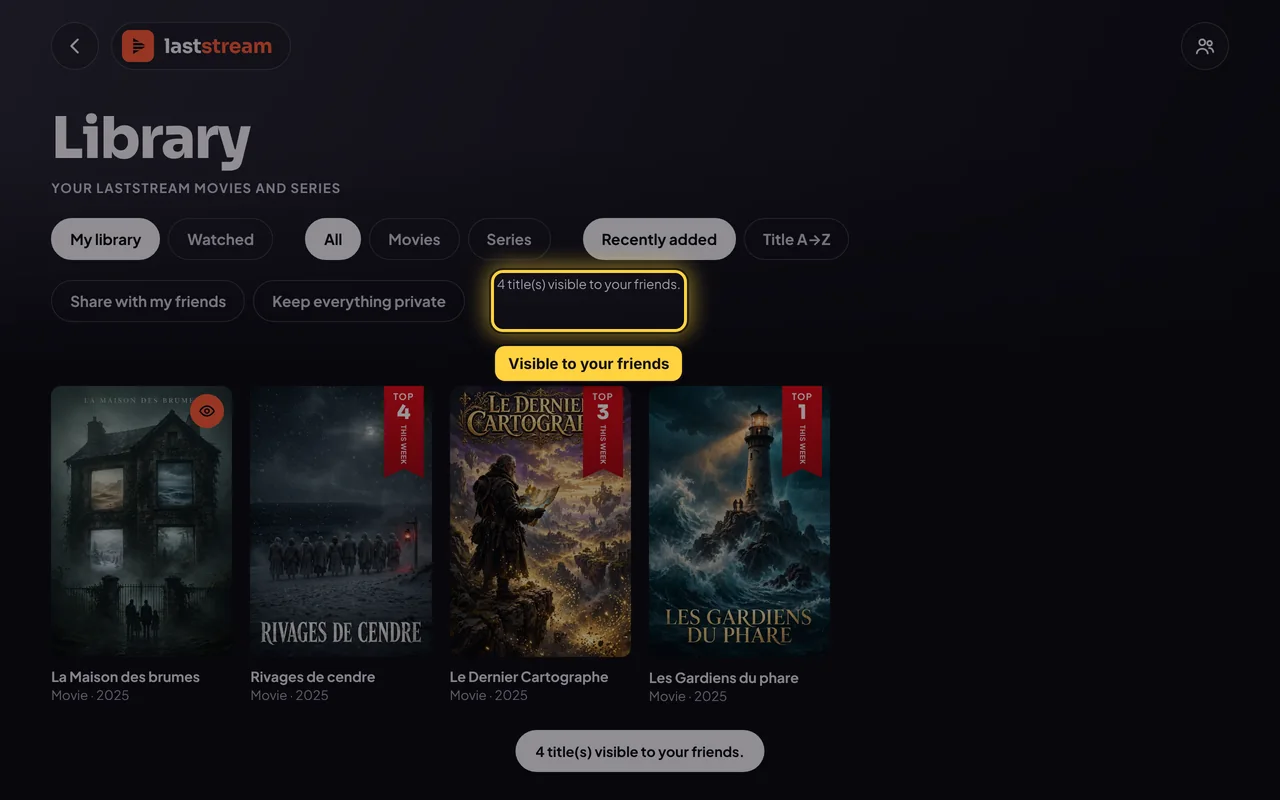 laststream
Library
YOUR LASTSTREAM MOVIES AND SERIES
My library
Watched
All
Movies
Series
Recently added
Title A→Z
Share with my friends
Keep everything private
4 title(s) visible to your friends.
Visible to your friends
LA MAISON DES BRUMES
TOP
4
THIS WEEK
RIVAGES DE CENDRE
LE DERNIER
CARTOGRA
TOP
3
THIS WEEK
TOP
1
THIS WEEK
LES GARDIENS
DU PHARE
La Maison des brumes
Movie · 2025
Rivages de cendre
Movie · 2025
Le Dernier Cartographe
Movie · 2025
Les Gardiens du phare
Movie · 2025
4 title(s) visible to your friends.